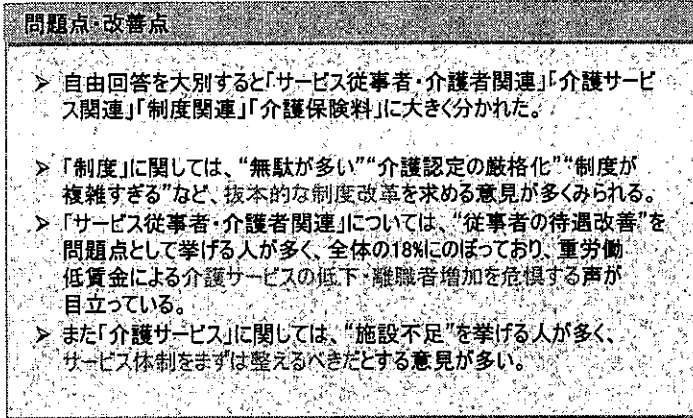 問題点・改善点
➢ 自由回答を大別すると「サービス従事者・介護者関連」「介護サービ
ス関連」「制度関連」「介護保険料」に大きく分かれた。
➢ 「制度」に関しては、“無駄が多い”“介護認定の厳格化”“制度が
複雑すぎる”など、抜本的な制度改革を求める意見が多くみられる。
➢ 「サービス従事者・介護者関連」については、“従事者の待遇改善”を
問題点として挙げる人が多く、全体の18%にのぼっており、重労働
低賃金による介護サービスの低下・離職者増加を危惧する声が
目立っている。
➢ また「介護サービス」に関しては、“施設不足”を挙げる人が多く、
サービス体制をまずは整えるべきだとする意見が多い。